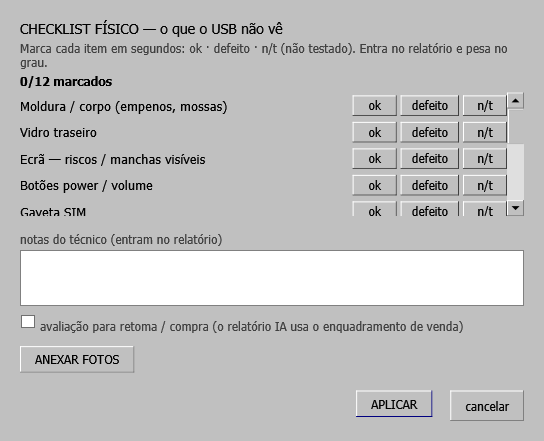 CHECKLIST FÍSICO — o que o USB não vê
Marca cada item em segundos: ok · defeito · n/t (não testado). Entra no relatório e pesa no
grau.
0/12 marcados
Moldura / corpo (empenos, mossas) ok defeito n/t
Vidro traseiro ok defeito n/t
Ecrã — riscos / manchas visíveis ok defeito n/t
Botões power / volume ok defeito n/t
Gaveta SIM ok defeito n/t
notas do técnico (entram no relatório)
avaliação para retoma / compra (o relatório IA usa o enquadramento de venda)
ANEXAR FOTOS
APLICAR cancelar